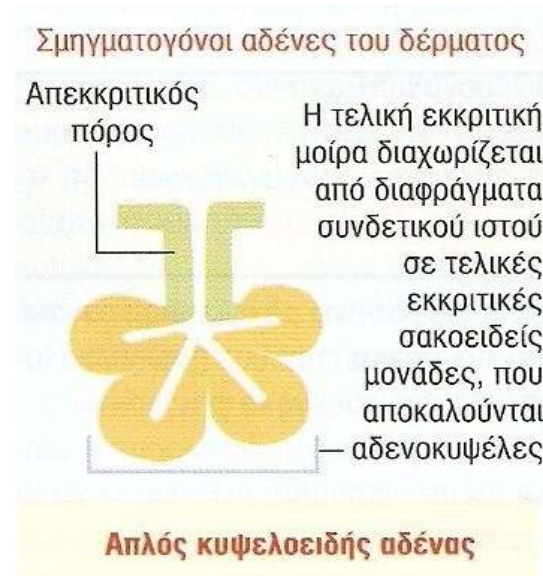 Σμηγματογόνοι αδένες του δέρματος
Απεκκριτικός
πόρος
Η τελική εκκριτική
μοίρα διαχωρίζεται
από διαφράγματα
συνδετικού ιστού
σε τελικές
εκκριτικές
σακοειδείς
μονάδες, που
αποκαλούνται
αδενοκυψέλες
Απλός κυψελοειδής αδένας